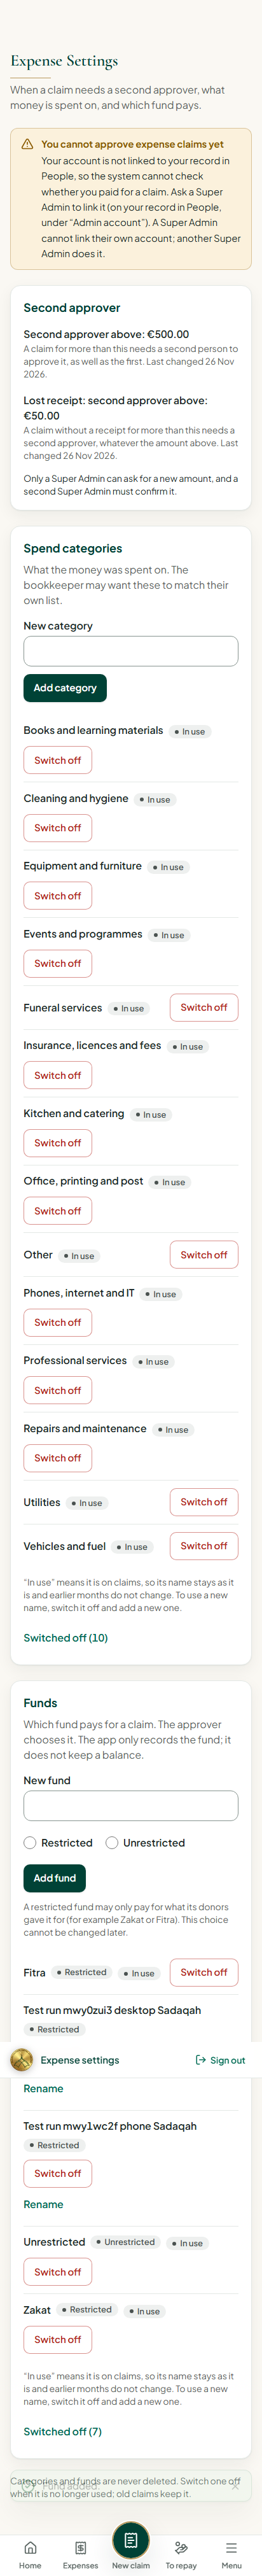 Expense Settings
When a claim needs a second approver, what
money is spent on, and which fund pays.
You cannot approve expense claims yet
Your account is not linked to your record in
People, so the system cannot check
whether you paid for a claim. Ask a Super
Admin to link it (on your record in People,
under “Admin account”). A Super Admin
cannot link their own account; another Super
Admin does it.
Second approver
Second approver above: €500.00
A claim for more than this needs a second person to
approve it, as well as the first. Last changed 26 Nov
2026.
Lost receipt: second approver above:
€50.00
A claim without a receipt for more than this needs a
second approver, whatever the amount above. Last
changed 26 Nov 2026.
Only a Super Admin can ask for a new amount, and a
second Super Admin must confirm it.
Spend categories
What the money was spent on. The
bookkeeper may want these to match their
own list.
New category
Add category
Books and learning materials In use
Switch off
Cleaning and hygiene In use
Switch off
Equipment and furniture In use
Switch off
Events and programmes In use
Switch off
Funeral services In use Switch off
Insurance, licences and fees In use
Switch off
Kitchen and catering In use
Switch off
Office, printing and post In use
Switch off
Other In use Switch off
Phones, internet and IT In use
Switch off
Professional services In use
Switch off
Repairs and maintenance In use
Switch off
Utilities In use Switch off
Vehicles and fuel In use Switch off
“In use” means it is on claims, so its name stays as it
is and earlier months do not change. To use a new
name, switch it off and add a new one.
Switched off (10)
Funds
Which fund pays for a claim. The approver
chooses it. The app only records the fund; it
does not keep a balance.
New fund
Restricted Unrestricted
Add fund
A restricted fund may only pay for what its donors
gave it for (for example Zakat or Fitra). This choice
cannot be changed later.
Fitra Restricted In use Switch off
Test run mwy0zui3 desktop Sadaqah
Restricted
Expense settings Sign out
Rename
Test run mwy1wc2f phone Sadaqah
Restricted
Switch off
Rename
Unrestricted Unrestricted In use
Switch off
Zakat Restricted In use
Switch off
“In use” means it is on claims, so its name stays as it
is and earlier months do not change. To use a new
name, switch it off and add a new one.
Switched off (7)
Categories and funds are never deleted. Switch one off
Fund added.
when it is no longer used; old claims keep it.
Home Expenses New claim To repay Menu